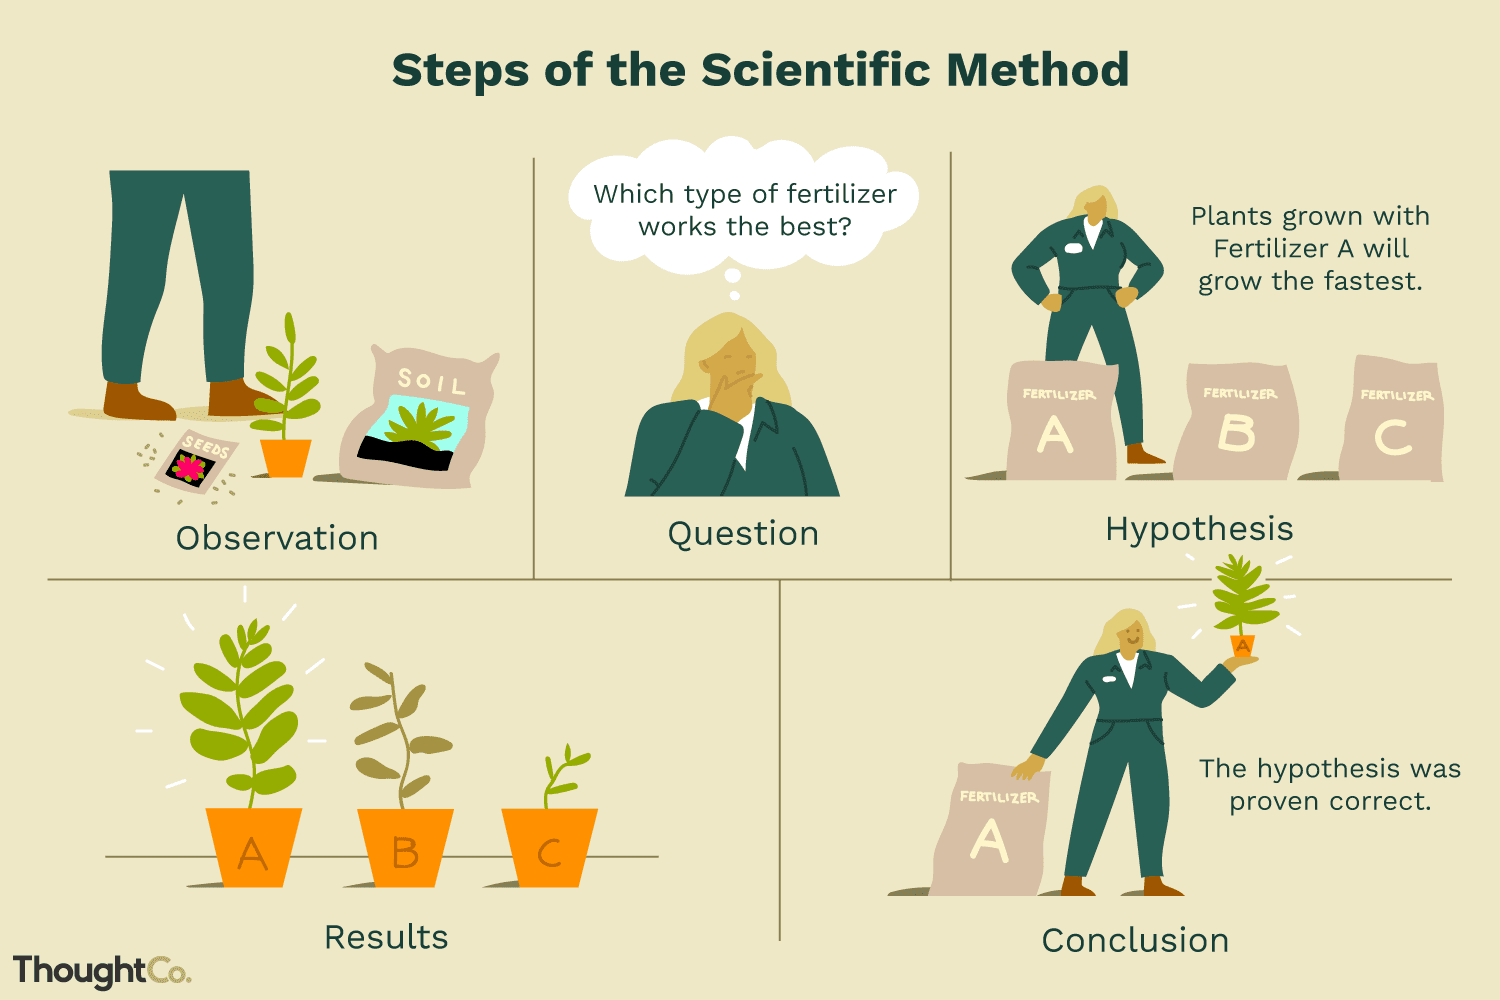 Steps of the Scientific Method
SOIL
SEEDS
Observation
Which type of fertilizer
works the best?
Question
Plants grown with
Fertilizer A will
grow the fastest.
FERTILIZER
A
FERTILIZER
B
FERTILIZER
C
Hypothesis
A
B
C
Results
A
The hypothesis was
proven correct.
FERTILIZER
A
Conclusion
ThoughtCo.